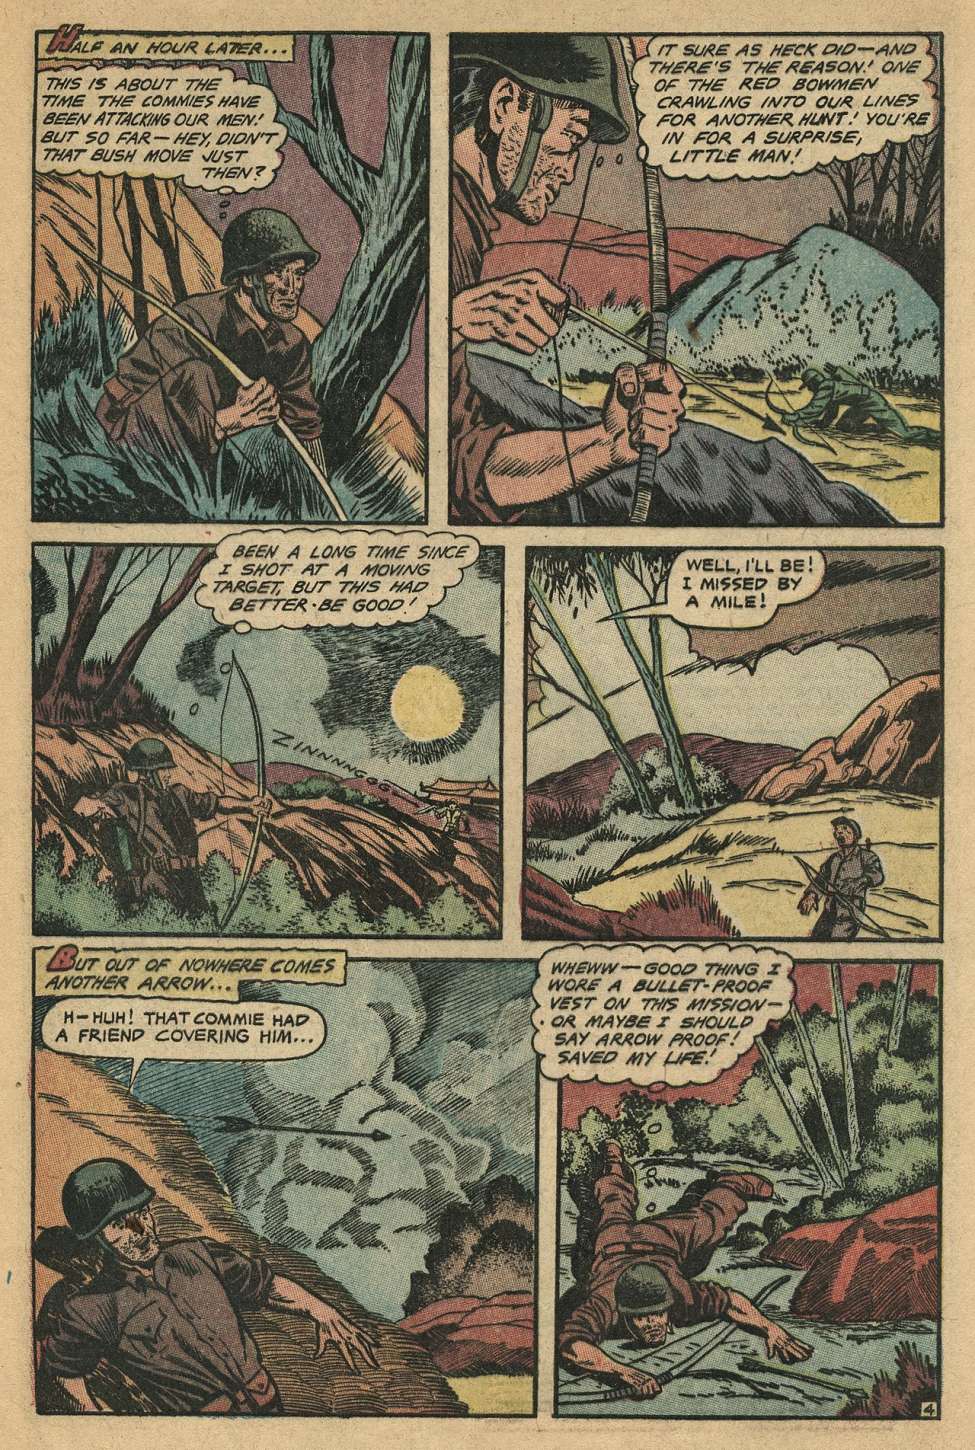 HALF AN HOUR LATER...
THIS IS ABOUT THE
TIME THE COMMIES HAVE
BEEN ATTACKING OUR MEN!
BUT SO FAR—HEY, DIDN'T
THAT BUSH MOVE JUST
THEN?
IT SURE AS HECK DID—AND
THERE'S THE REASON! ONE
OF THE RED BOWMEN
CRAWLING INTO OUR LINES
FOR ANOTHER HUNT! YOU'RE
IN FOR A SURPRISE,
LITTLE MAN!
BEEN A LONG TIME SINCE
I SHOT AT A MOVING
TARGET, BUT THIS HAD
BETTER BE GOOD!
ZINNNNNGGG
WELL, I'LL BE!
I MISSED BY
A MILE!
BUT OUT OF NOWHERE COMES
ANOTHER ARROW...
H-HUH! THAT COMMIE HAD
A FRIEND COVERING HIM...
WHEWW—GOOD THING I
WORE A BULLET-PROOF
VEST ON THIS MISSION—
OR MAYBE I SHOULD
SAY ARROW PROOF!
SAVED MY LIFE!
4